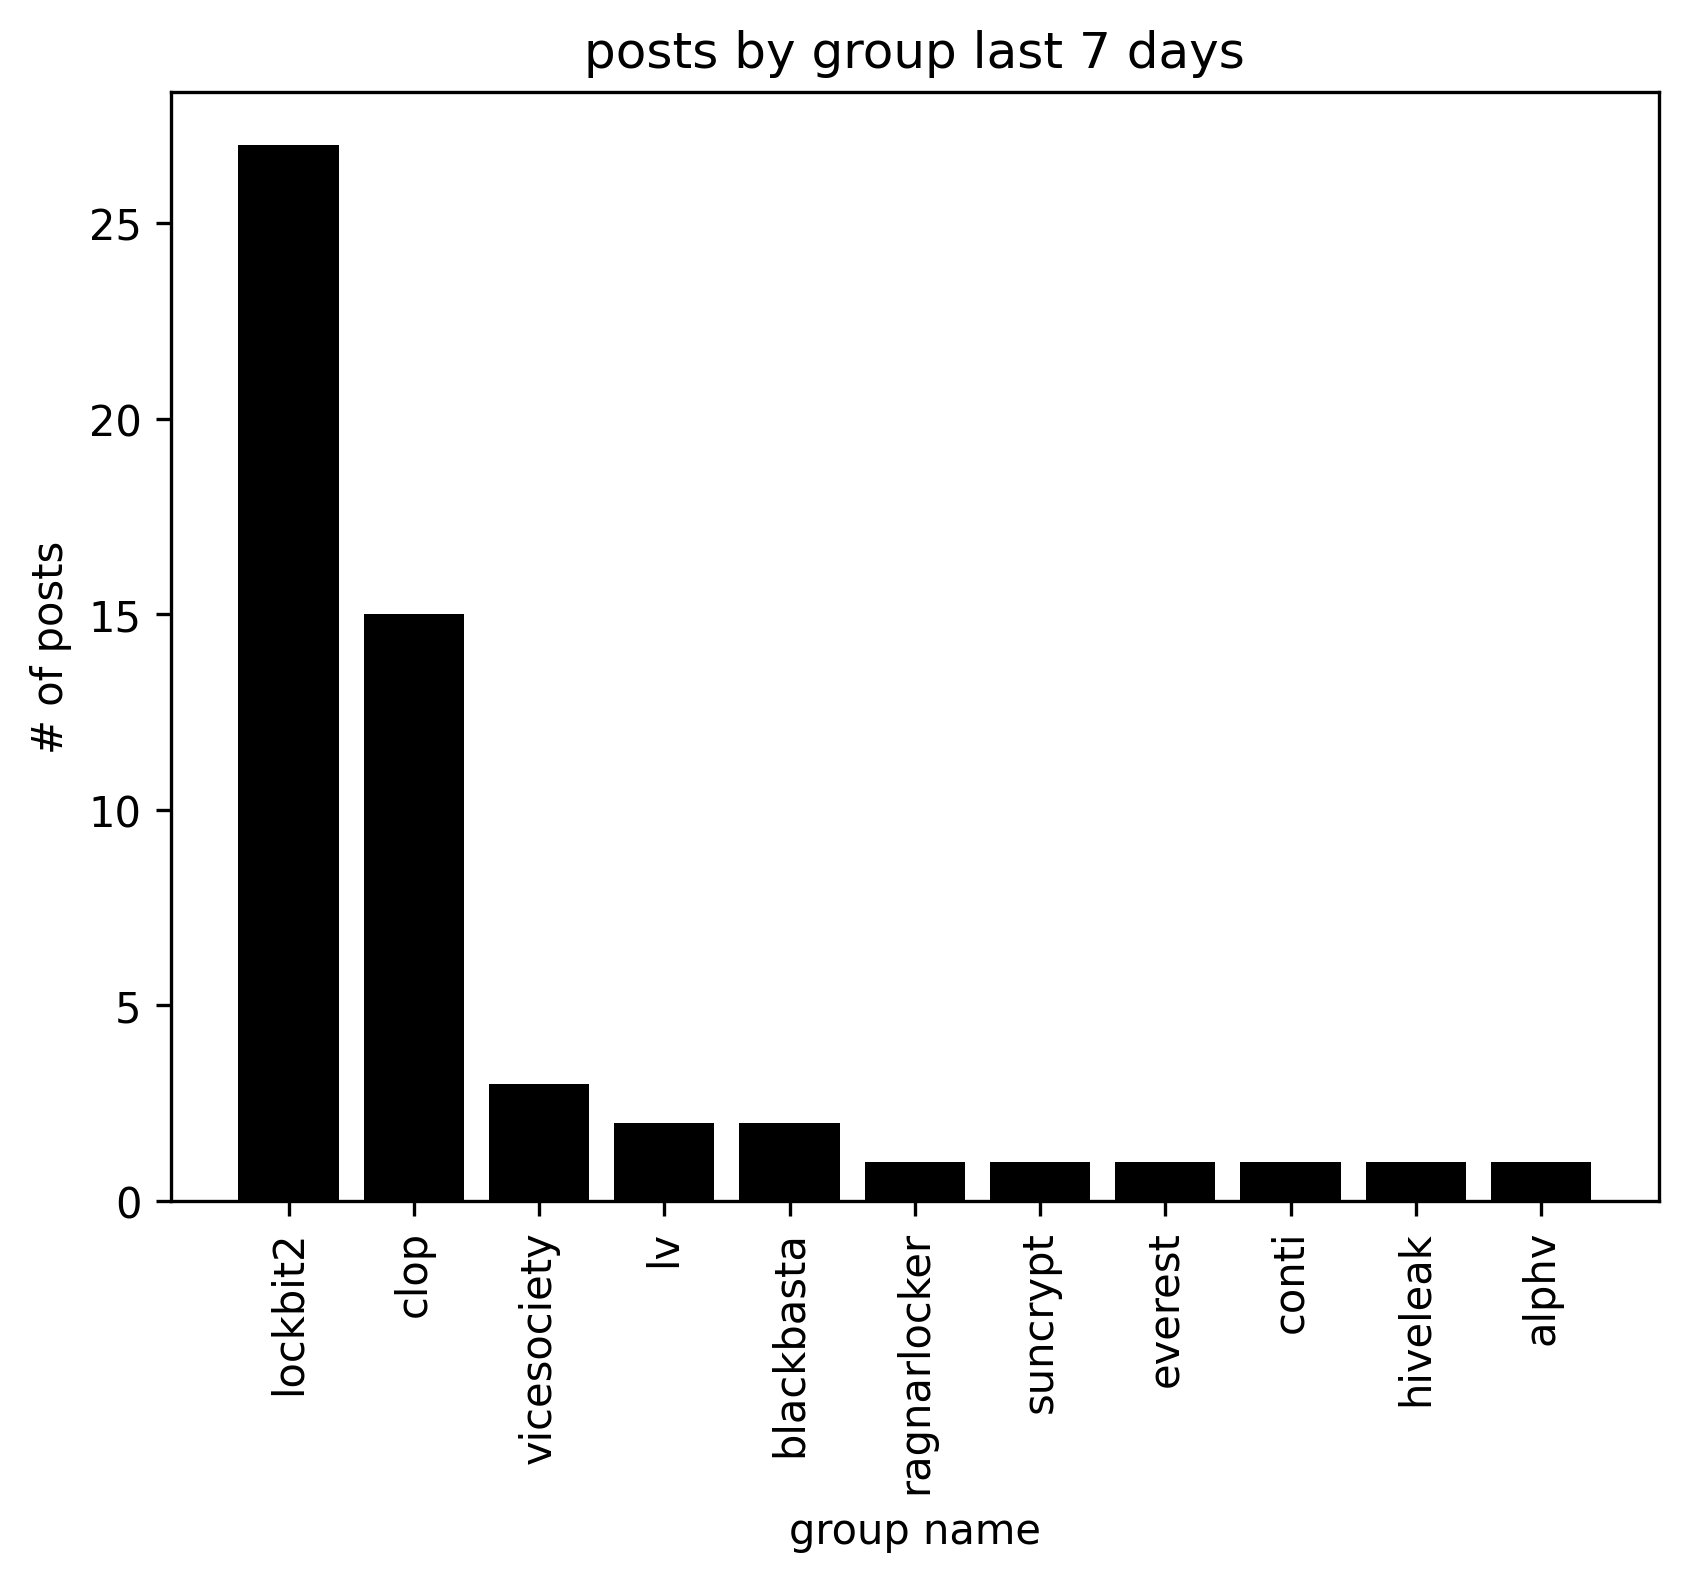 posts by group last 7 days
# of posts
25
20
15
10
5
0
lockbit2
clop
vicesociety
lv
blackbasta
ragnarlocker
suncrypt
everest
conti
hiveleak
alphv
group name